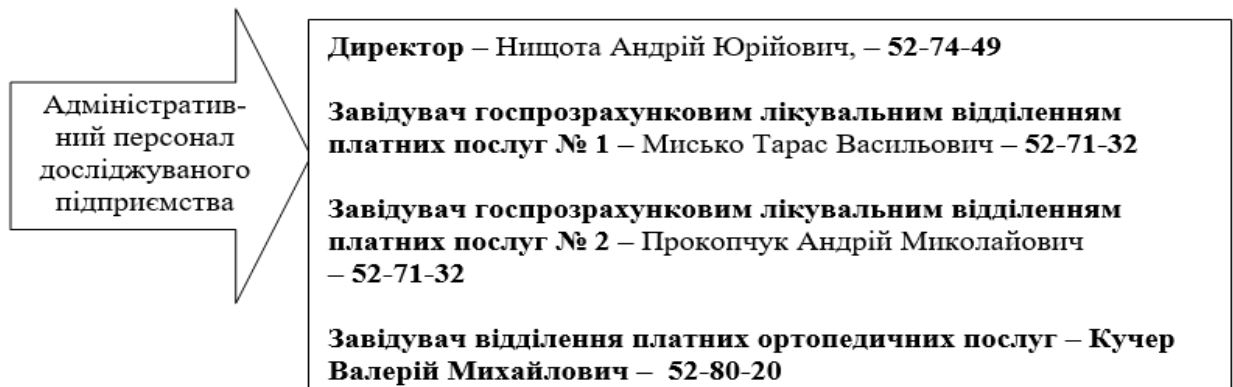 Адміністратив-
ний персонал
досліджуваного
підприємства
Директор – Нищота Андрій Юрійович, – 52-74-49
Завідувач госпрозрахунковим лікувальним відділенням
платних послуг № 1 – Мисько Тарас Васильович – 52-71-32
Завідувач госпрозрахунковим лікувальним відділенням
платних послуг № 2 – Прокопчук Андрій Миколайович
– 52-71-32
Завідувач відділення платних ортопедичних послуг – Кучер
Валерій Михайлович – 52-80-20